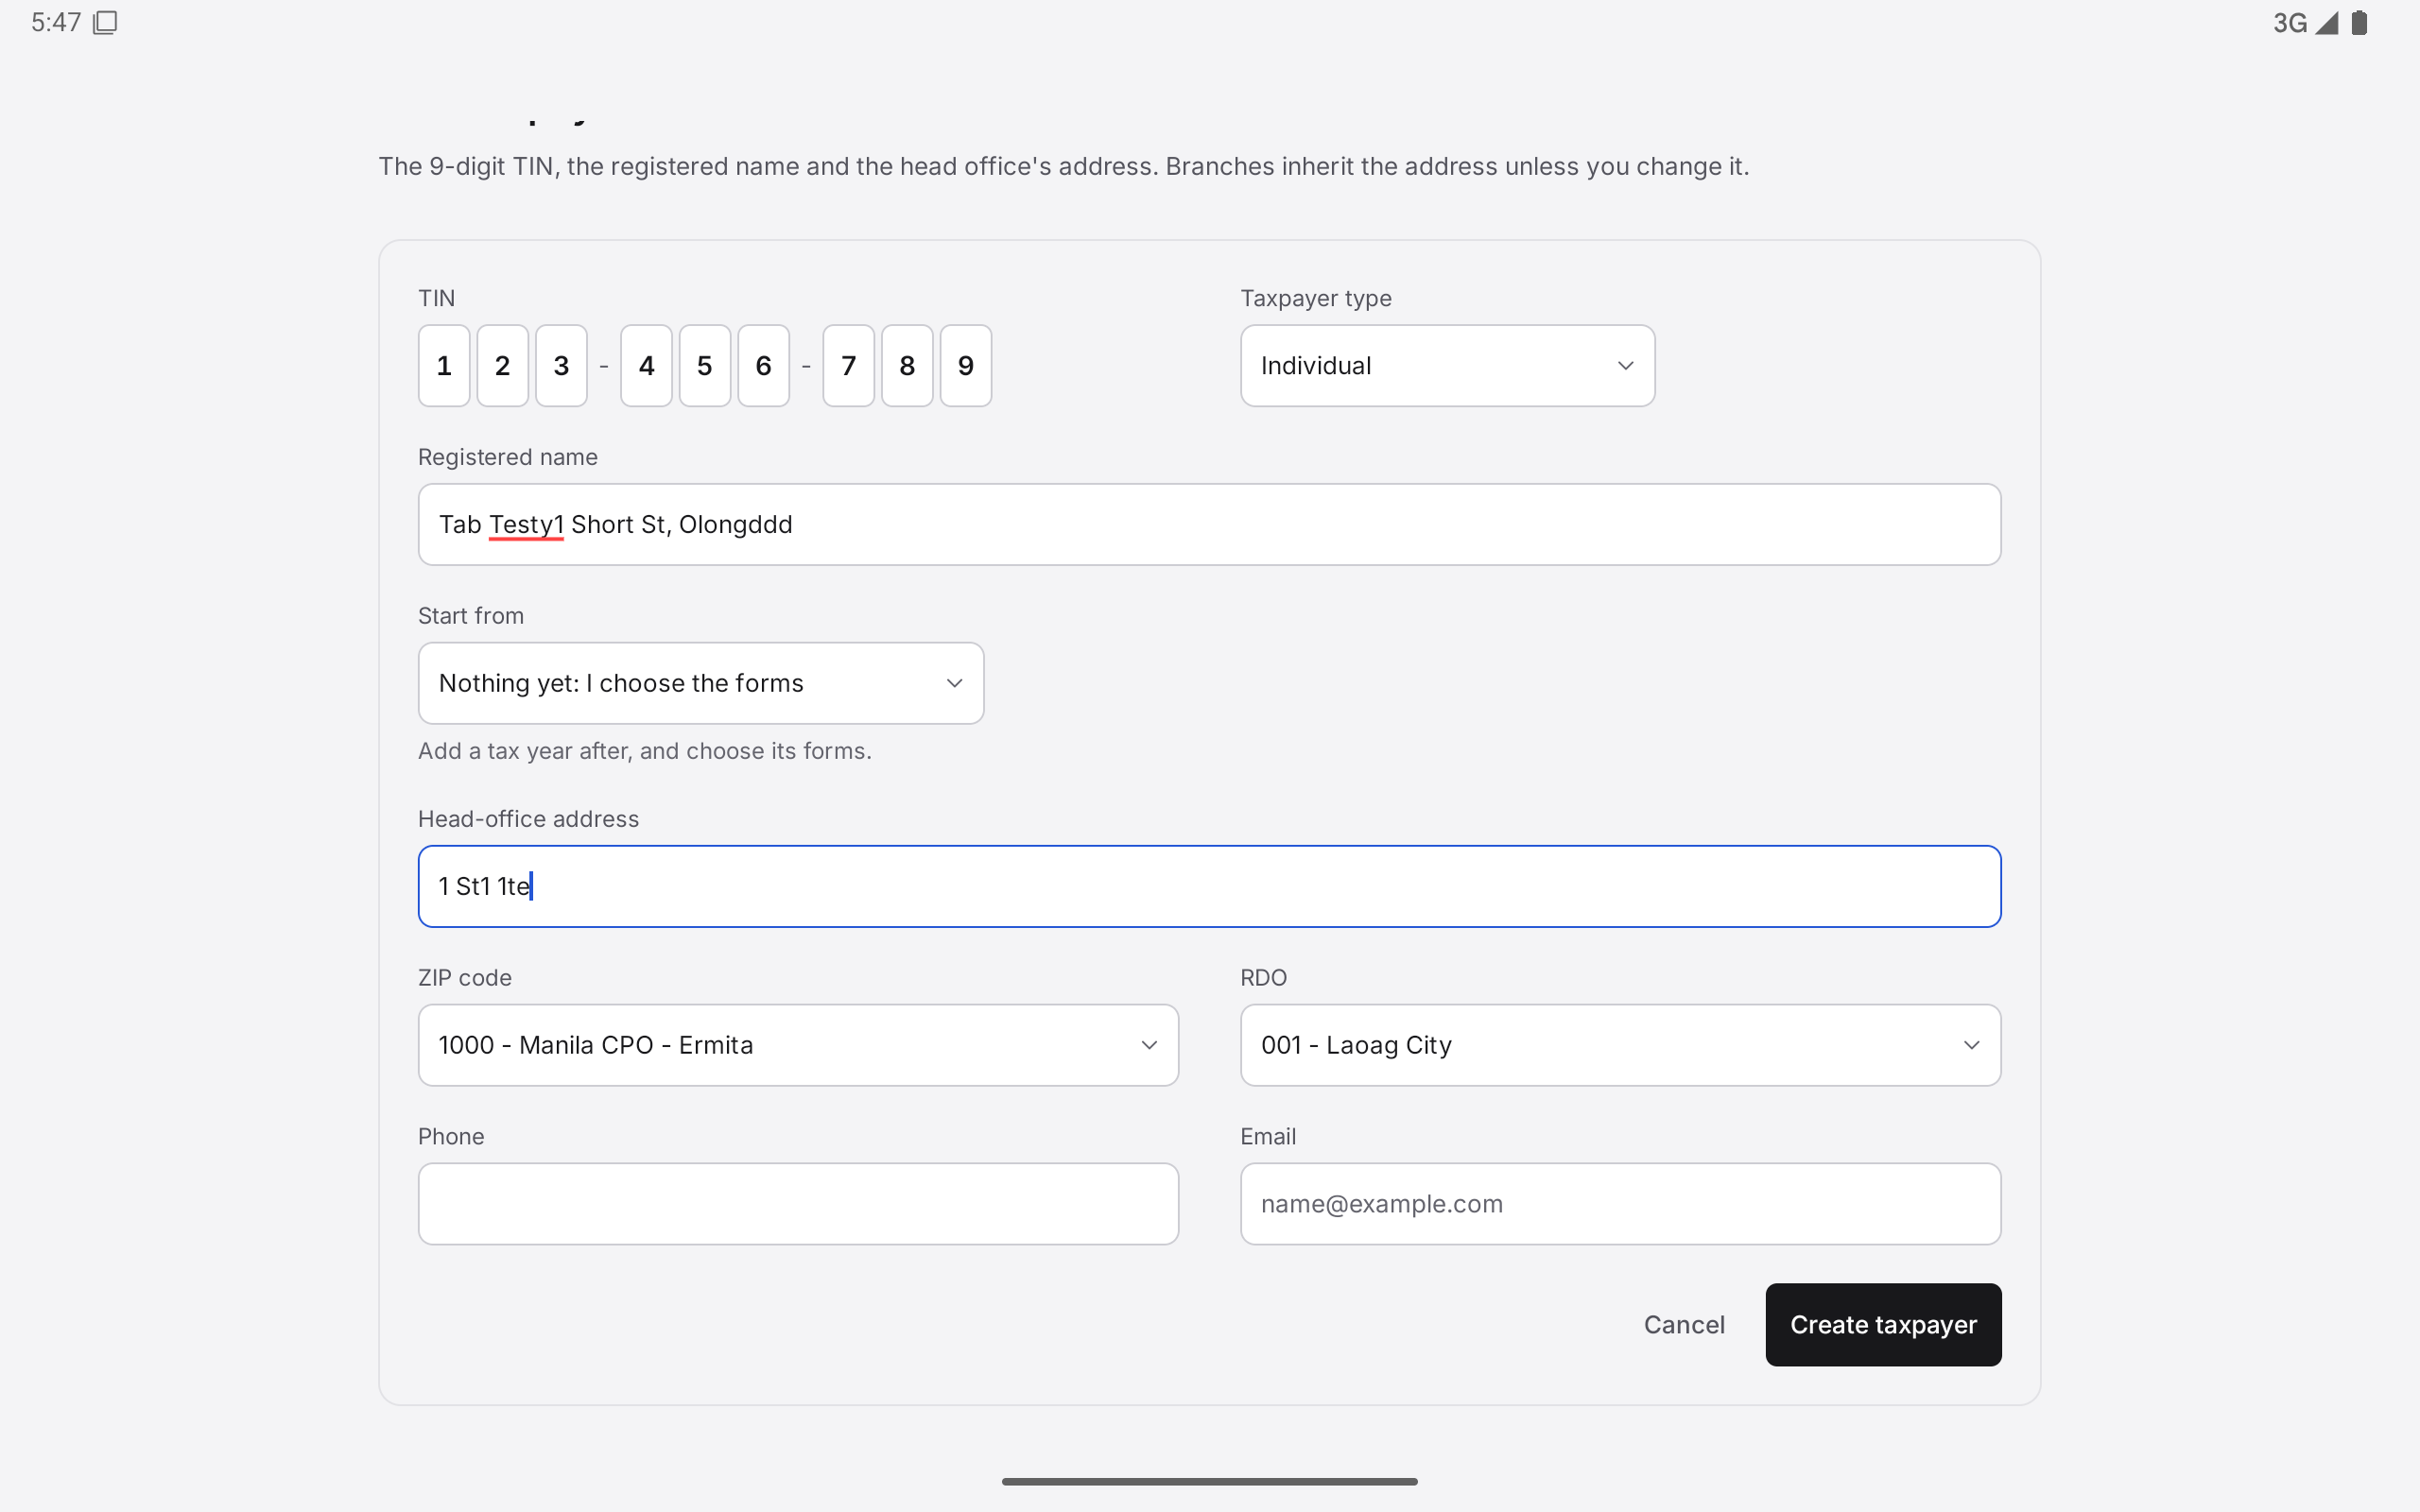 5:47
3G
The 9-digit TIN, the registered name and the head office's address. Branches inherit the address unless you change it.
TIN
Taxpayer type
1 2 3 - 4 5 6 - 7 8 9
Individual
Registered name
Tab Testy1 Short St, Olongddd
Start from
Nothing yet: I choose the forms
Add a tax year after, and choose its forms.
Head-office address
1 St1 1te
ZIP code
RDO
1000 - Manila CPO - Ermita
001 - Laoag City
Phone
Email
name@example.com
Cancel
Create taxpayer